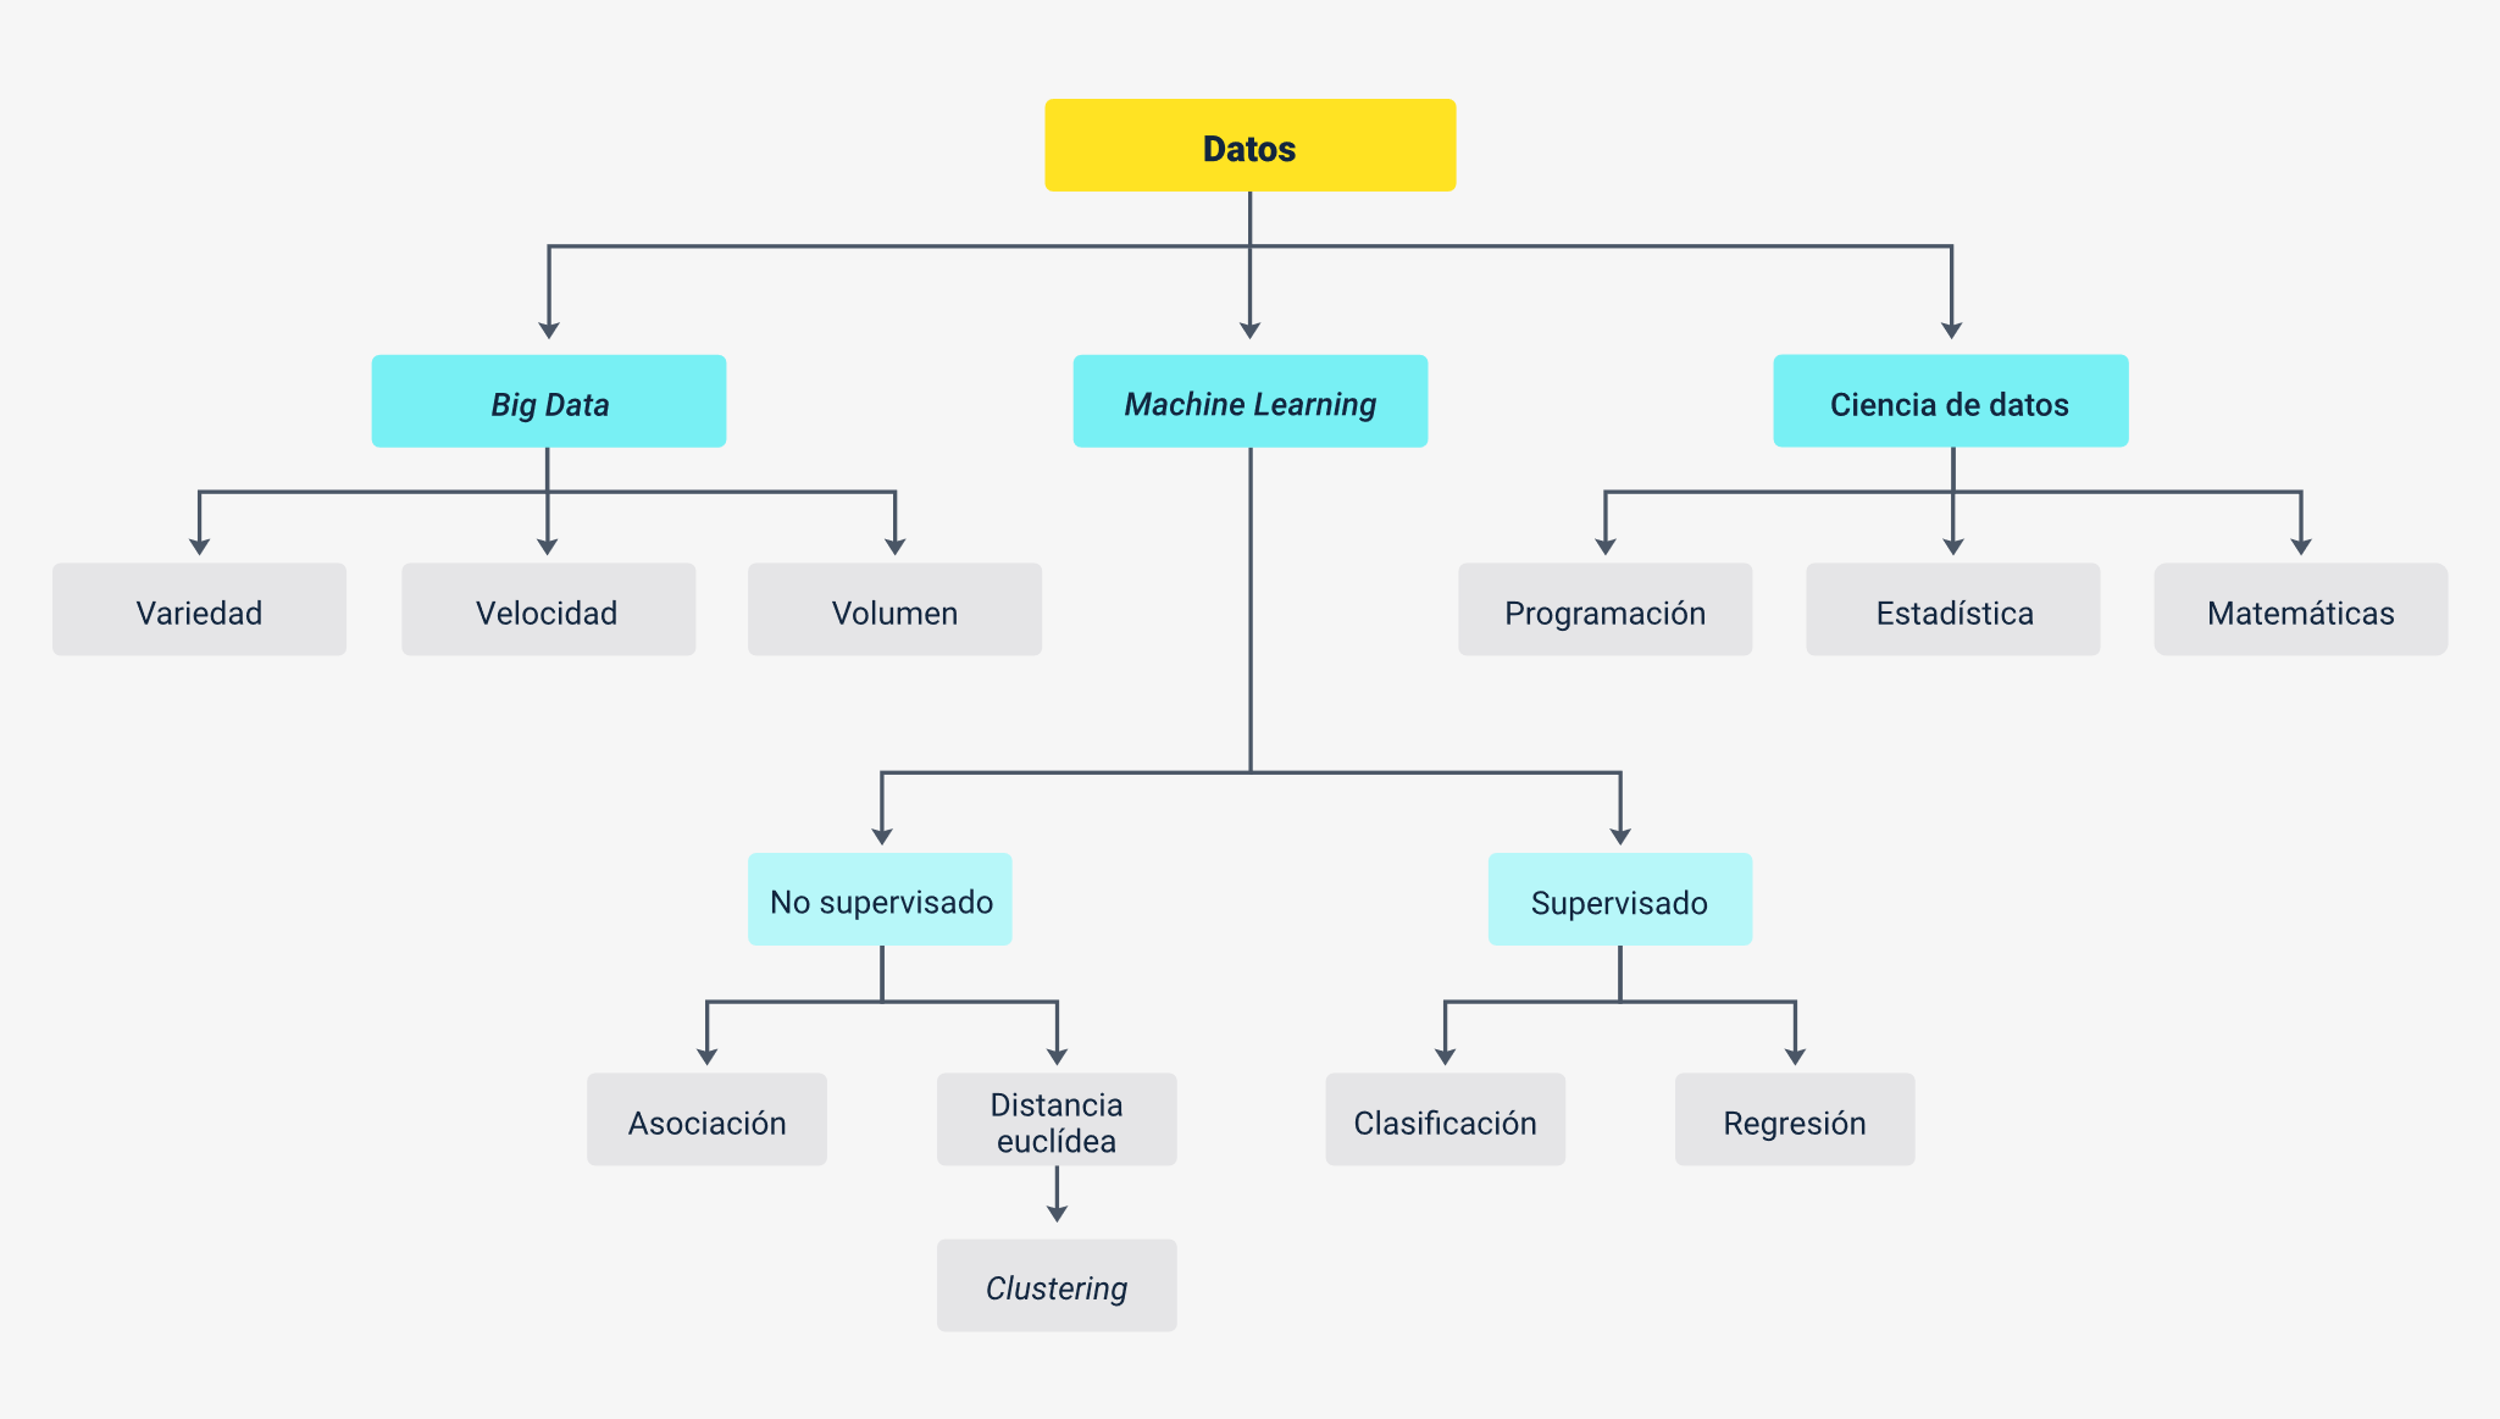 Datos
Big Data
Machine Learning
Ciencia de datos
Variedad
Velocidad
Volumen
Programación
Estadística
Matemáticas
No supervisado
Supervisado
Asociación
Distancia
euclídea
Clasificación
Regresión
Clustering